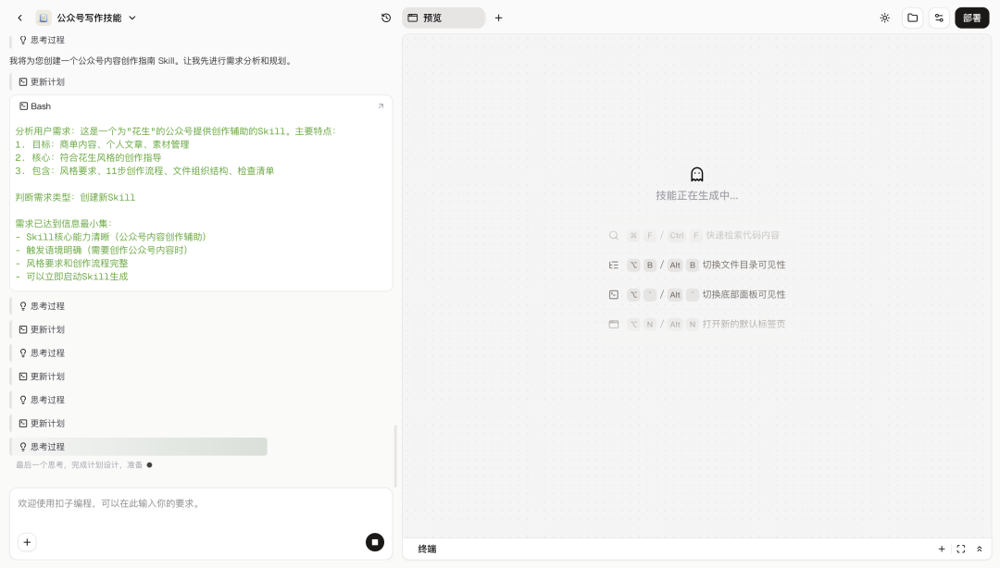 公众号写作技能
思考过程
我将为您创建一个公众号内容创作指南 Skill。让我先进行需求分析和规划。
更新计划
Bash
分析用户需求：这是一个为"花生"的公众号提供创作辅助的Skill。主要特点：
1. 目标：商单内容、个人文章、素材管理
2. 核心：符合花生风格的创作指导
3. 包含：风格要求、11步创作流程、文件组织结构、检查清单
判断需求类型：创建新Skill
需求已达到信息最小集：
- Skill核心能力清晰（公众号内容创作辅助）
- 触发语境明确（需要创作公众号内容时）
- 风格要求和创作流程完整
- 可以立即启动Skill生成
思考过程
更新计划
思考过程
更新计划
思考过程
更新计划
思考过程
最后一个思考，完成计划设计，准备
欢迎使用扣子编程，可以在此输入你的要求。
预览
部署
技能正在生成中...
⌘ F / Ctrl F 快速检索代码内容
⌥ B / Alt B 切换文件目录可见性
⌥ ` / Alt ` 切换底部面板可见性
⌥ N / Alt N 打开新的默认标签页
终端